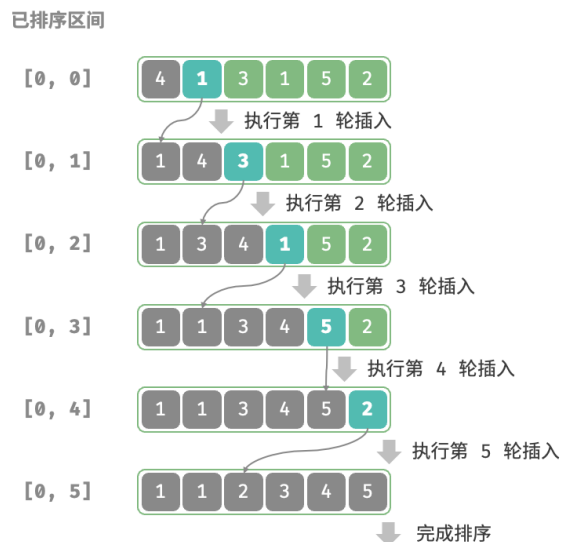 已排序区间
[0, 0] 4 1 3 1 5 2
执行第 1 轮插入
[0, 1] 1 4 3 1 5 2
执行第 2 轮插入
[0, 2] 1 3 4 1 5 2
执行第 3 轮插入
[0, 3] 1 1 3 4 5 2
执行第 4 轮插入
[0, 4] 1 1 3 4 5 2
执行第 5 轮插入
[0, 5] 1 1 2 3 4 5
完成排序